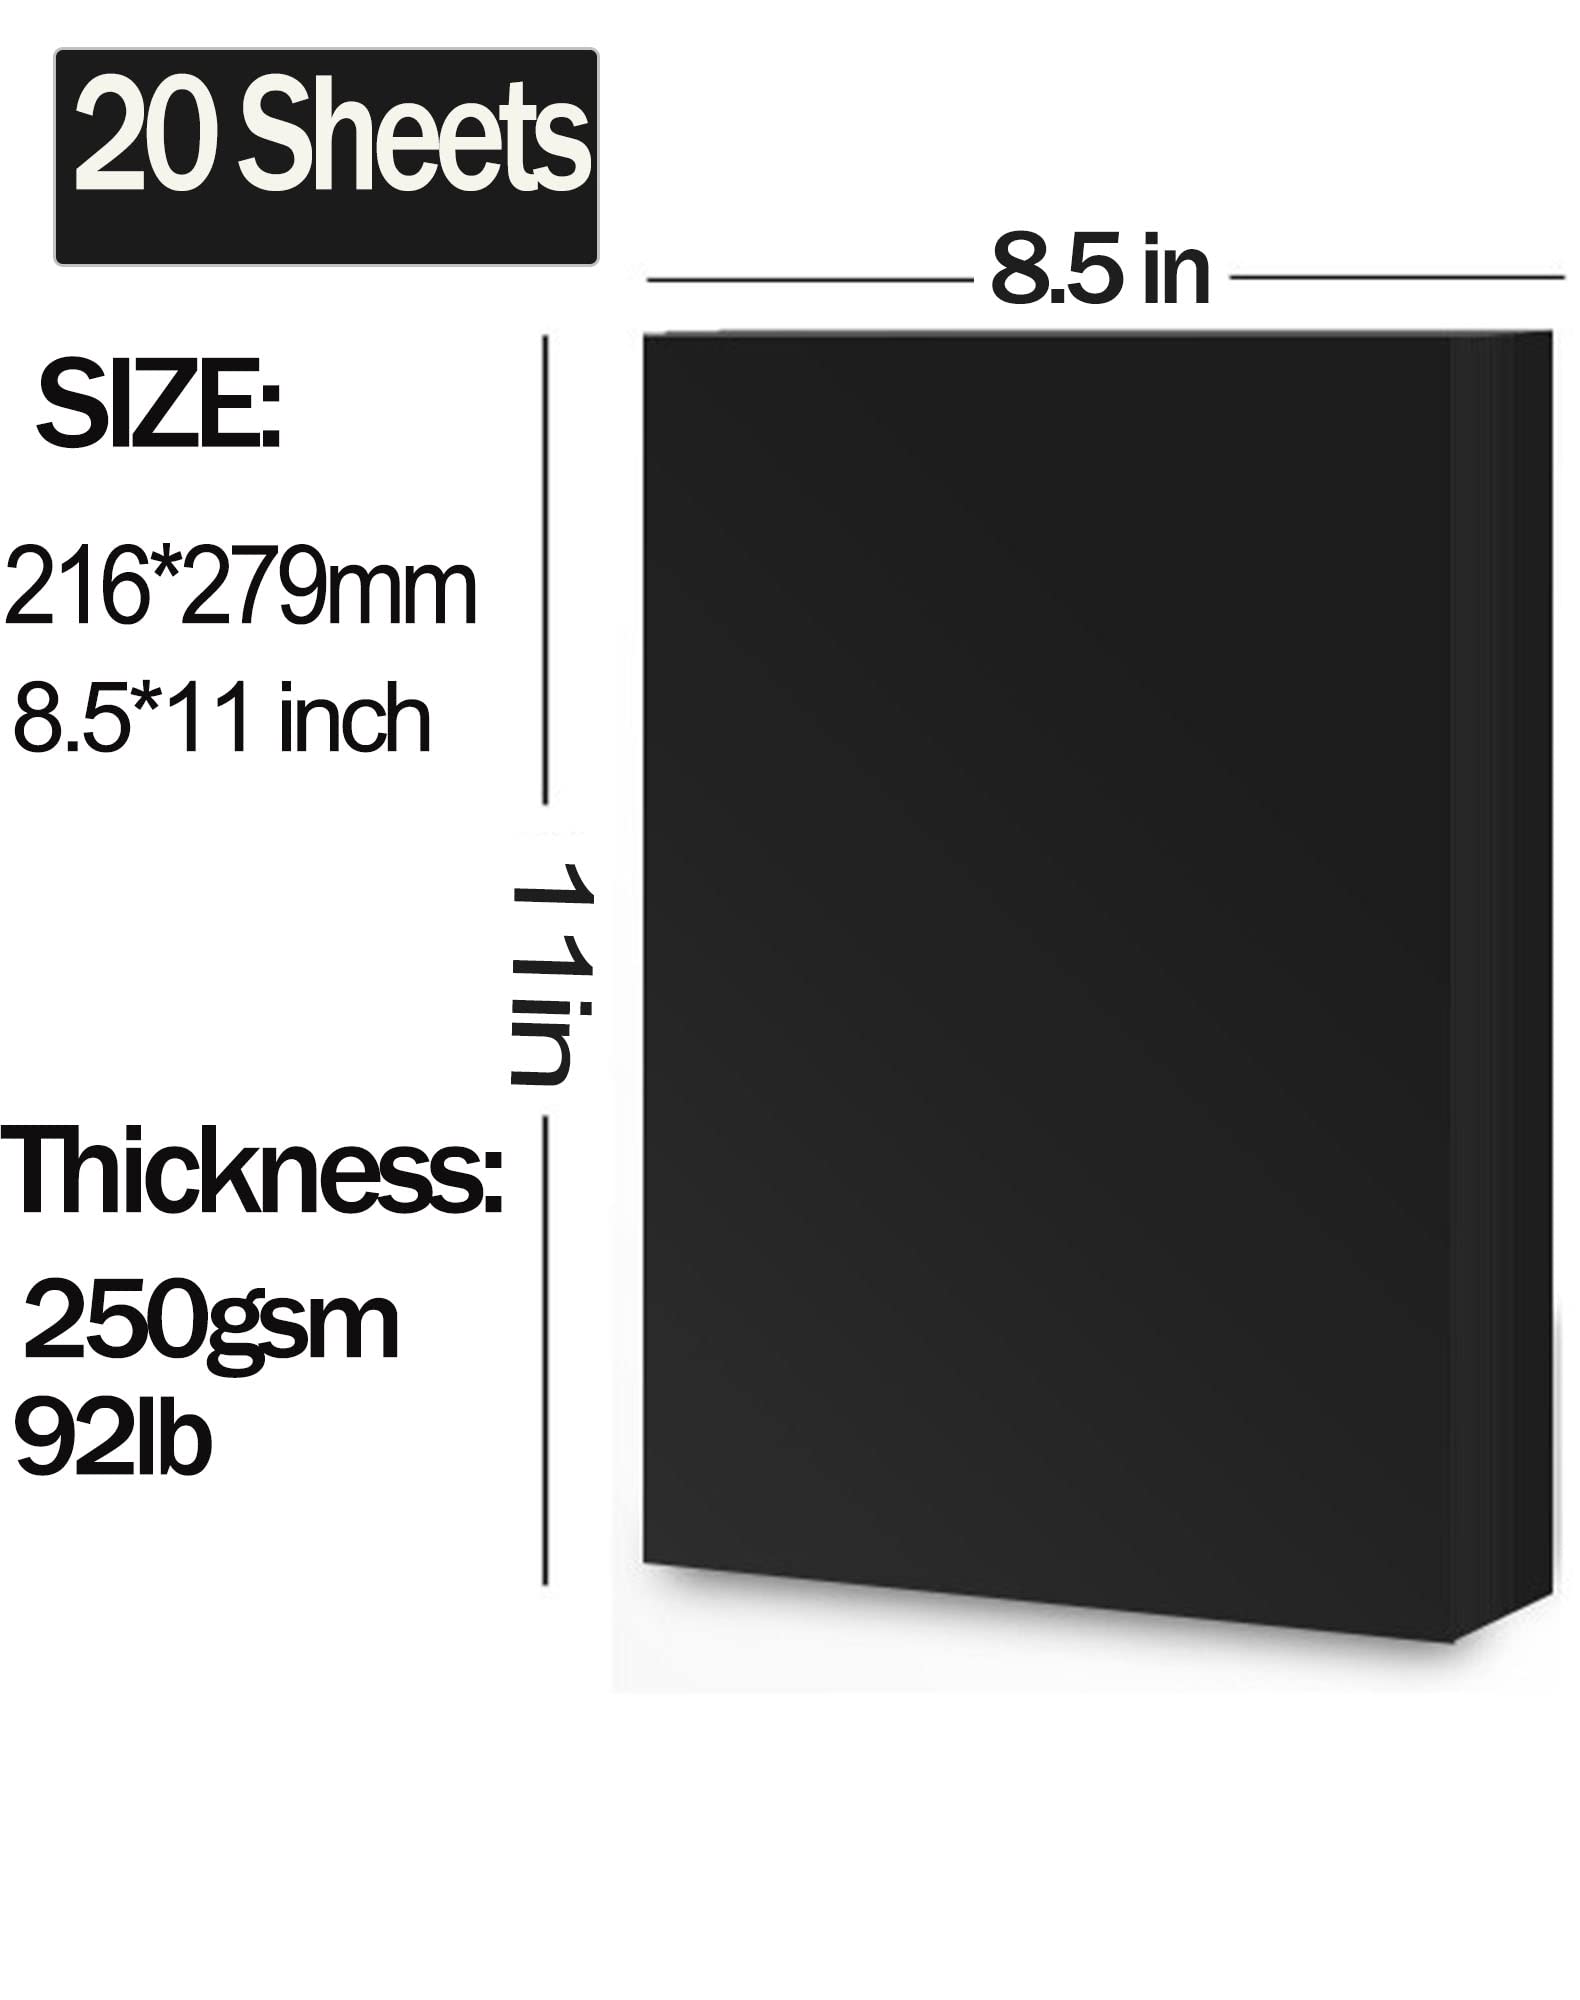 20 Sheets
8.5 in
SIZE:
216*279mm
8.5*11 inch
11in
Thickness:
250gsm
92lb